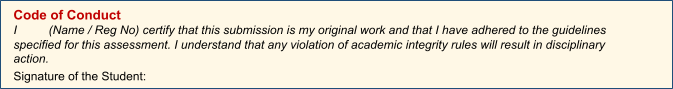 Code of Conduct
I (Name / Reg No) certify that this submission is my original work and that I have adhered to the guidelines
specified for this assessment. I understand that any violation of academic integrity rules will result in disciplinary
action.
Signature of the Student: